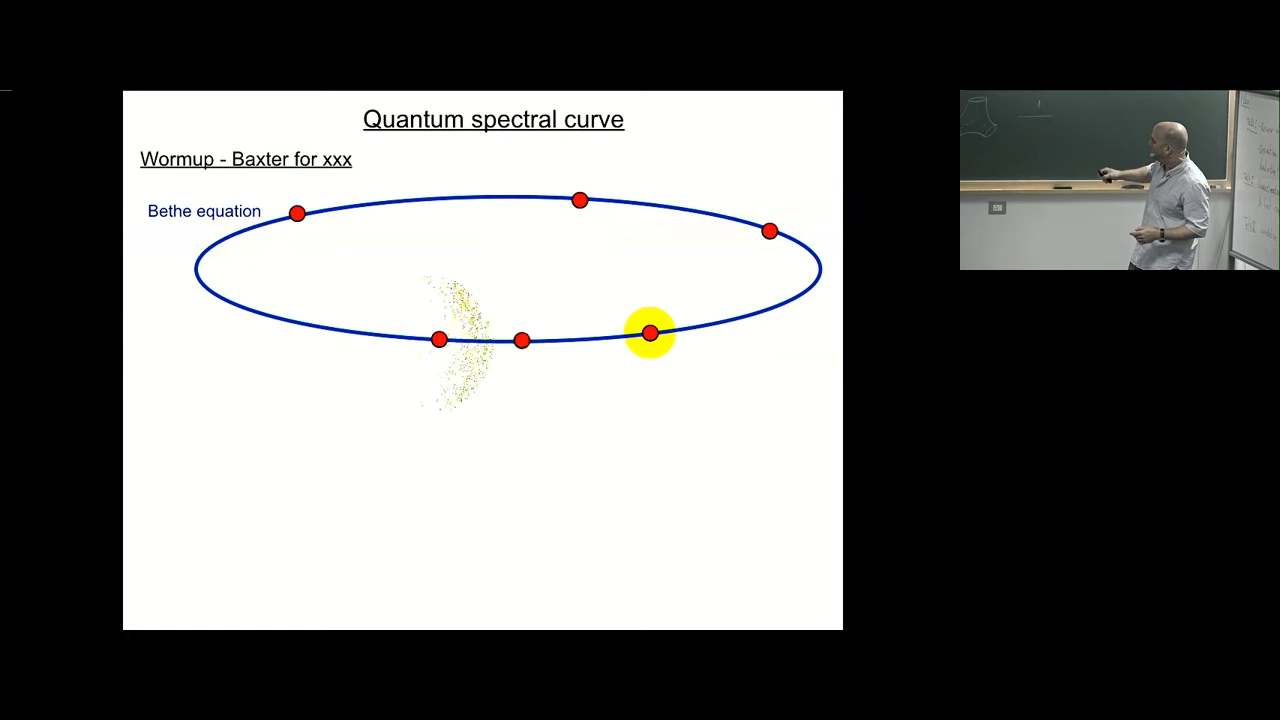 Quantum spectral curve
Wormup - Baxter for xxx
Bethe equation